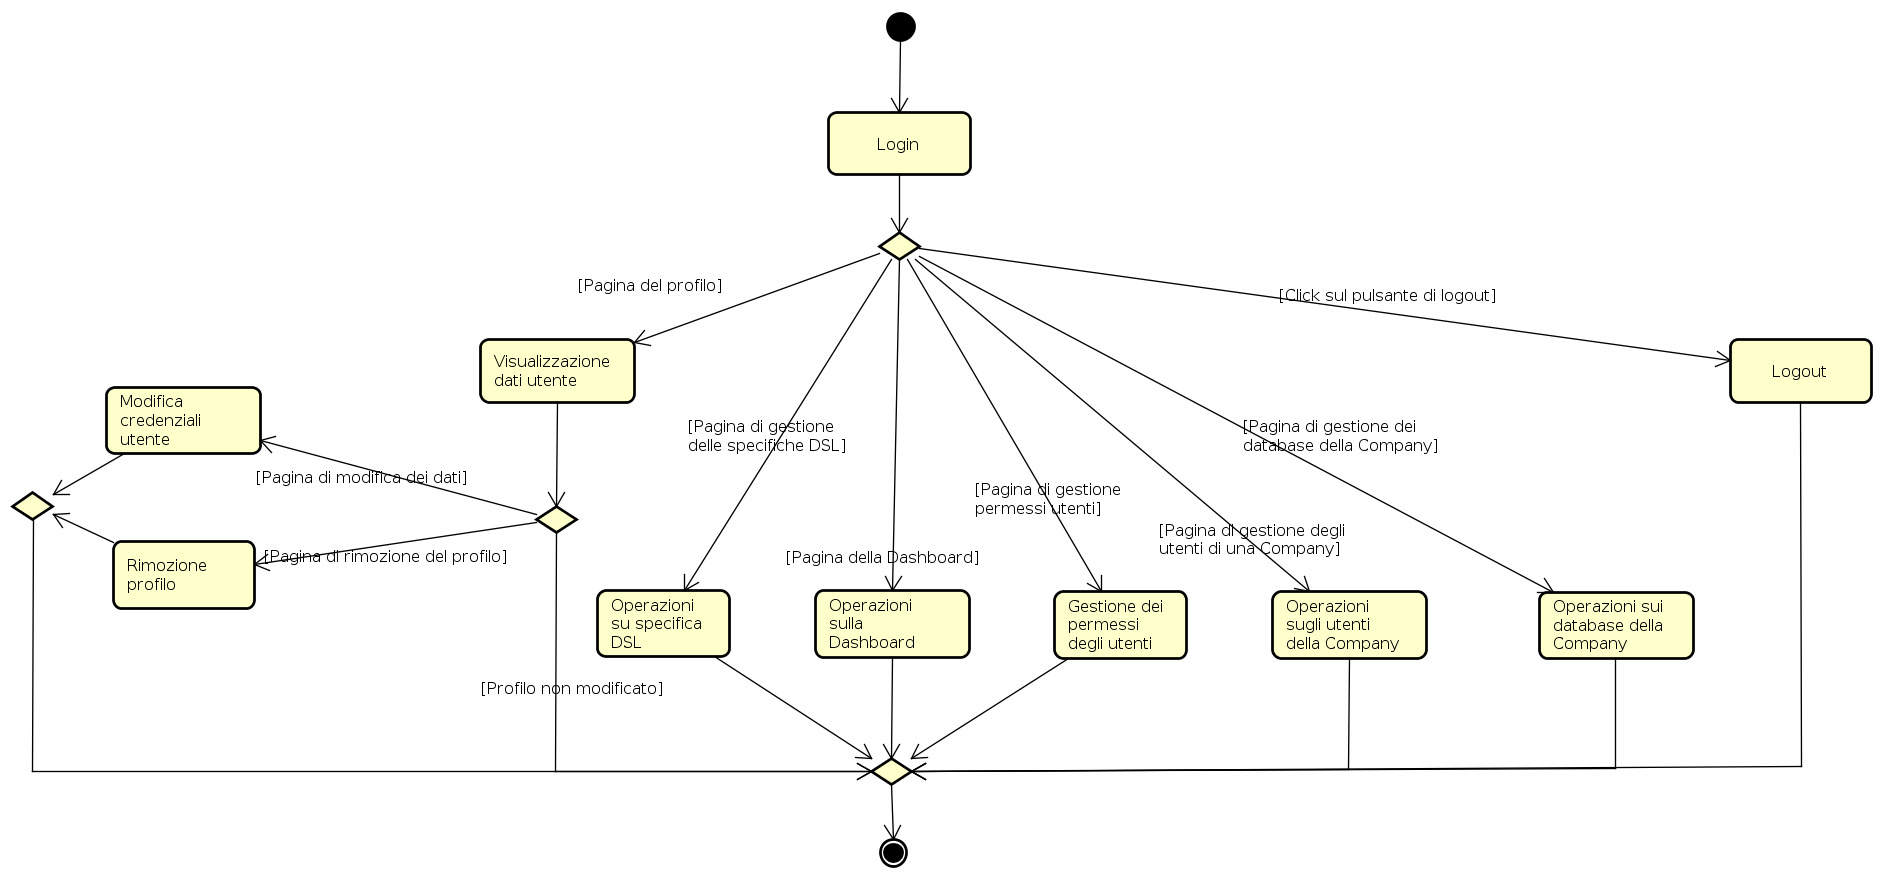 Login
[Pagina del profilo]
[Click sul pulsante di logout]
Visualizzazione
dati utente
Logout
Modifica
credenziali
utente
[Pagina di gestione
delle specifiche DSL]
[Pagina di gestione dei
database della Company]
[Pagina di modifica dei dati]
[Pagina di gestione
permessi utenti]
[Pagina di gestione degli
utenti di una Company]
[Pagina di rimozione del profilo]
[Pagina della Dashboard]
Rimozione
profilo
Operazioni
su specifica
DSL
Operazioni
sulla
Dashboard
Gestione dei
permessi
degli utenti
Operazioni
sugli utenti
della Company
Operazioni sui
database della
Company
[Profilo non modificato]